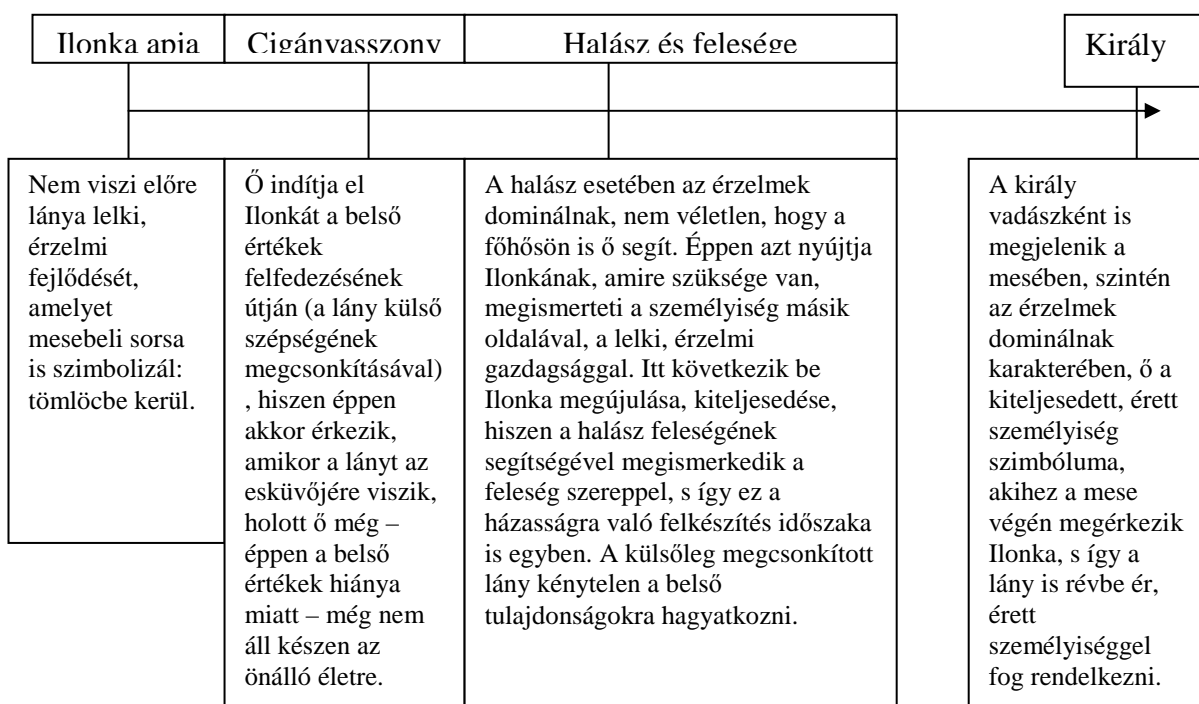 Ilonka apja
Cigányasszony
Halász és felesége
Király
Nem viszi előre
lánya lelki,
érzelmi
fejlődését,
amelyet
mesebeli sorsa
is szimbolizál:
tömlöcbe kerül.
Ő indítja el
Ilonkát a belső
értékek
felfedezésének
útján (a lány külső
szépségének
megcsonkításával)
, hiszen éppen
akkor érkezik,
amikor a lányt az
esküvőjére viszik,
holott ő még –
éppen a belső
értékek hiánya
miatt – még nem
áll készen az
önálló életre.
A halász esetében az érzelmek
dominálnak, nem véletlen, hogy a
főhősön is ő segít. Éppen azt nyújtja
Ilonkának, amire szüksége van,
megismerteti a személyiség másik
oldalával, a lelki, érzelmi
gazdagsággal. Itt következik be
Ilonka megújulása, kiteljesedése,
hiszen a halász feleségének
segítségével megismerkedik a
feleség szereppel, s így ez a
házasságra való felkészítés időszaka
is egyben. A külsőleg megcsonkított
lány kénytelen a belső
tulajdonságokra hagyatkozni.
A király
vadászként is
megjelenik a
mesében, szintén
az érzelmek
dominálnak
karakterében, ő a
kiteljesedett, érett
személyiség
szimbóluma,
akihez a mese
végén megérkezik
Ilonka, s így a
lány is révbe ér,
érett
személyiséggel
fog rendelkezni.